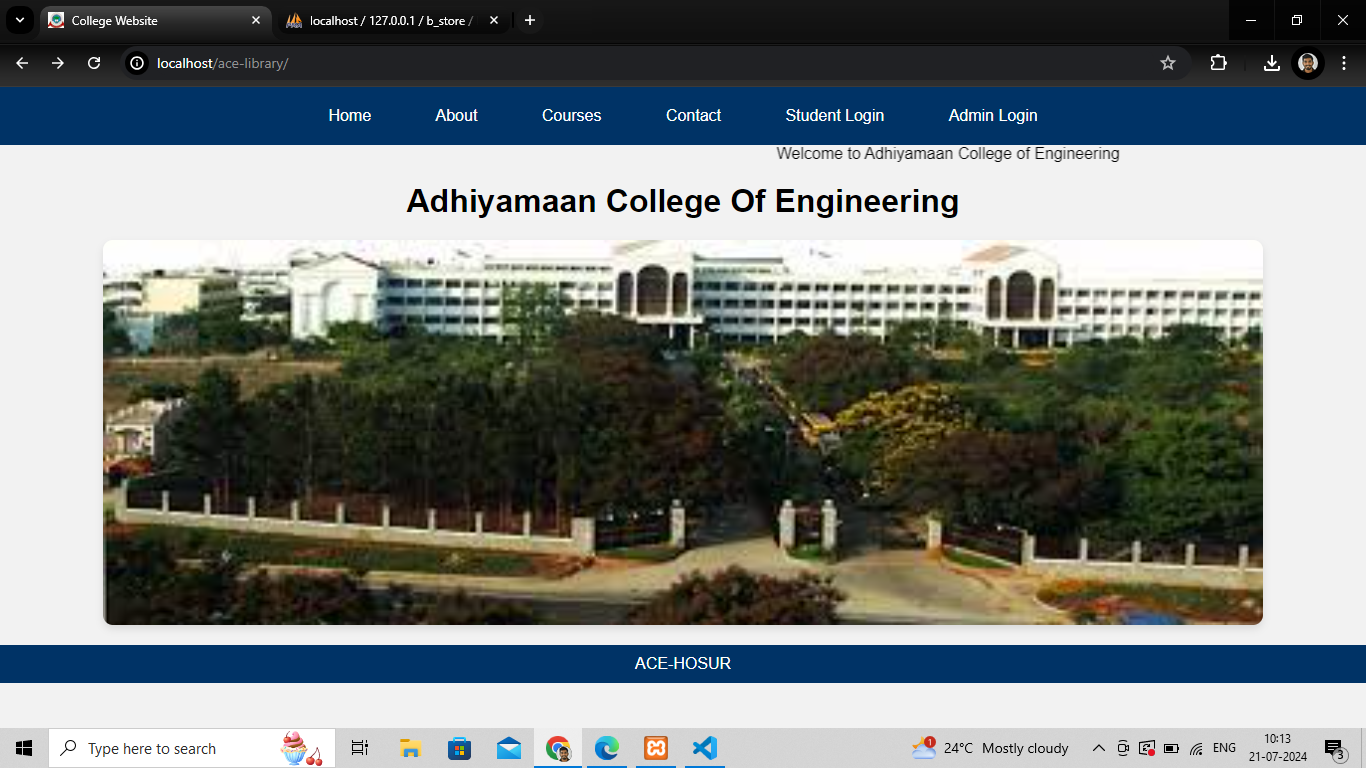 College Website
localhost / 127.0.0.1 / b_store /
localhost/ace-library/
Home About Courses Contact Student Login Admin Login
Welcome to Adhiyamaan College of Engineering
Adhiyamaan College Of Engineering
ACE-HOSUR
Type here to search
1
24°C Mostly cloudy
ENG
10:13
21-07-2024
3